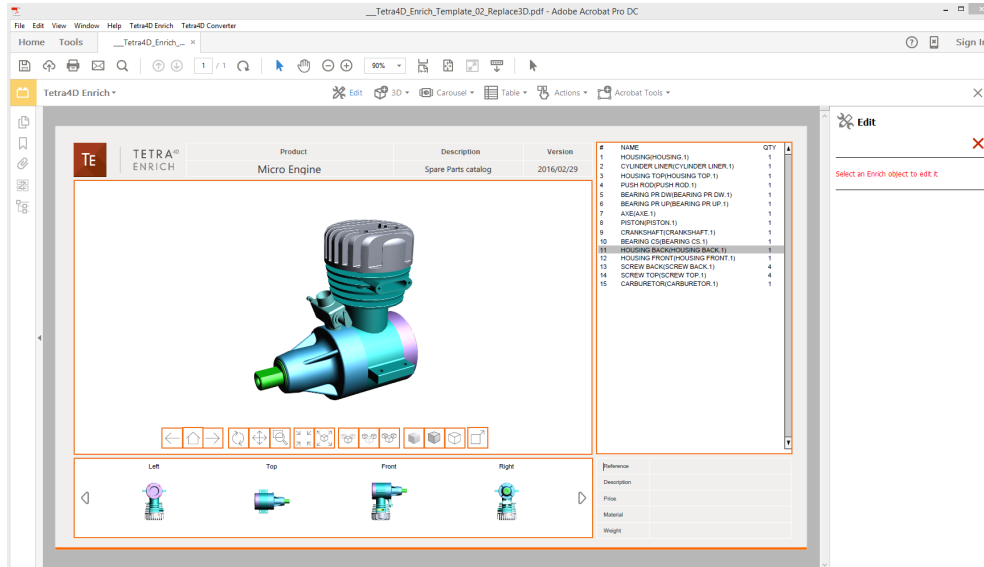 __Tetra4D_Enrich_Template_02_Replace3D.pdf - Adobe Acrobat Pro DC
File Edit View Window Help Tetra4D Enrich Tetra4D Converter
Home Tools __Tetra4D_Enrich_... × ? Sign In
1 / 1 90%
Tetra4D Enrich Edit 3D Carousel Table Actions Acrobat Tools
Edit
Select an Enrich object to edit it
TE TETRA4D ENRICH
Product Description Version
Micro Engine Spare Parts catalog 2016/02/29
# NAME QTY
1 HOUSING(HOUSING.1) 1
2 CYLINDER LINER(CYLINDER LINER.1) 1
3 HOUSING TOP(HOUSING TOP.1) 1
4 PUSH ROD(PUSH ROD.1) 1
5 BEARING PR DW(BEARING PR DW.1) 1
6 BEARING PR UP(BEARING PR UP.1) 1
7 AXE(AXE.1) 1
8 PISTON(PISTON.1) 1
9 CRANKSHAFT(CRANKSHAFT.1) 1
10 BEARING CS(BEARING CS.1) 1
11 HOUSING BACK(HOUSING BACK.1) 1
12 HOUSING FRONT(HOUSING FRONT.1) 1
13 SCREW BACK(SCREW BACK.1) 4
14 SCREW TOP(SCREW TOP.1) 4
15 CARBURETOR(CARBURETOR.1) 1
Left Top Front Right
Reference
Description
Price
Material
Weight